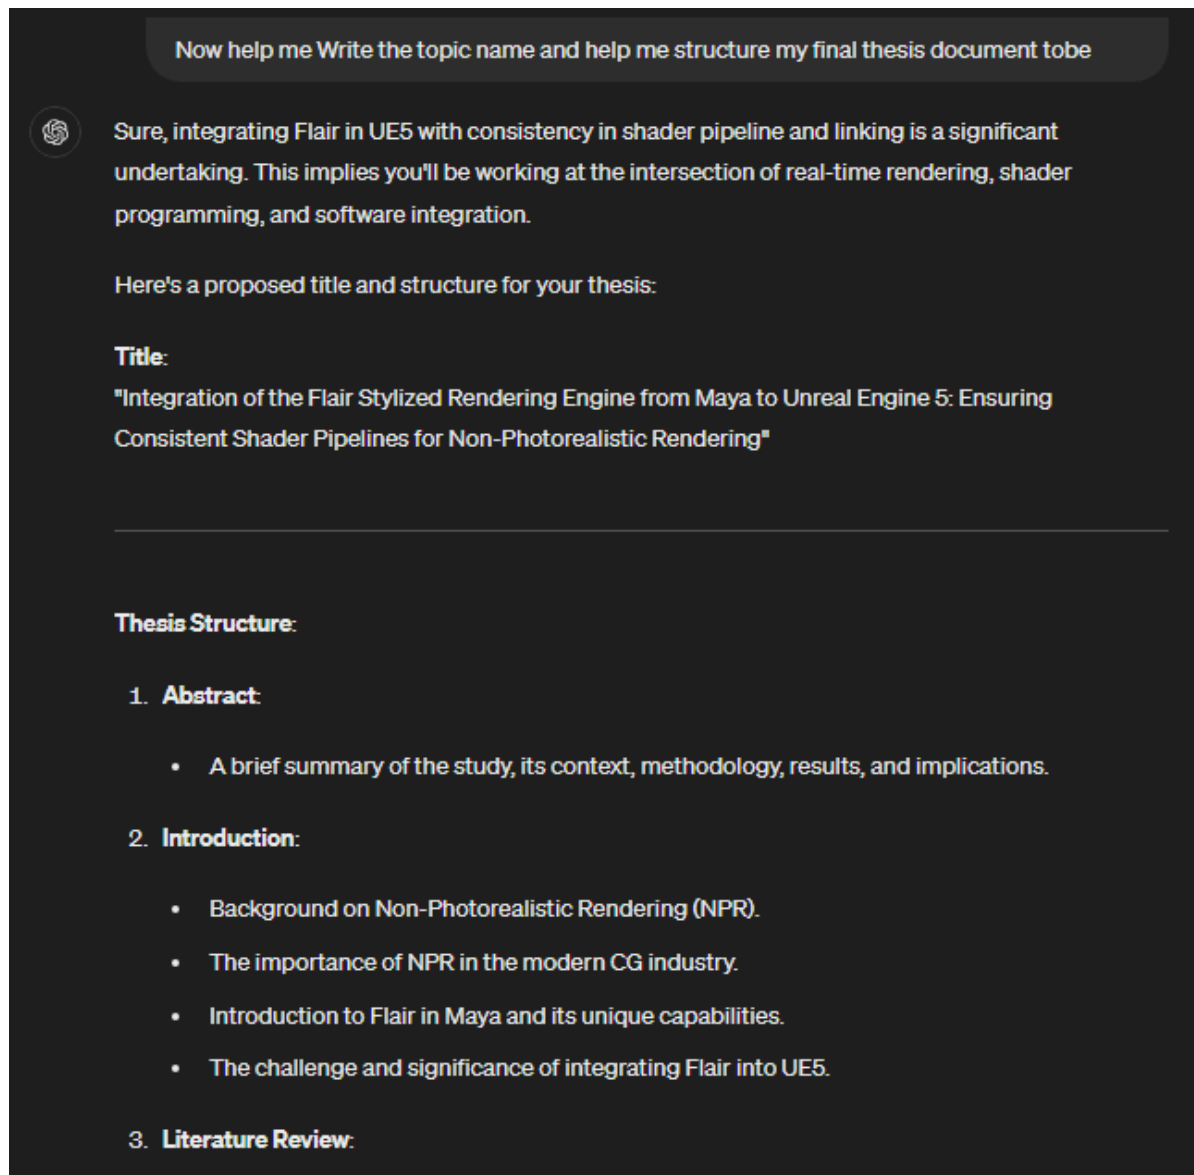 Now help me Write the topic name and help me structure my final thesis document tobe
Sure, integrating Flair in UE5 with consistency in shader pipeline and linking is a significant
undertaking. This implies you'll be working at the intersection of real-time rendering, shader
programming, and software integration.
Here's a proposed title and structure for your thesis:
Title:
"Integration of the Flair Stylized Rendering Engine from Maya to Unreal Engine 5: Ensuring
Consistent Shader Pipelines for Non-Photorealistic Rendering"
Thesis Structure:
1. Abstract:
• A brief summary of the study, its context, methodology, results, and implications.
2. Introduction:
• Background on Non-Photorealistic Rendering (NPR).
• The importance of NPR in the modern CG industry.
• Introduction to Flair in Maya and its unique capabilities.
• The challenge and significance of integrating Flair into UE5.
3. Literature Review: